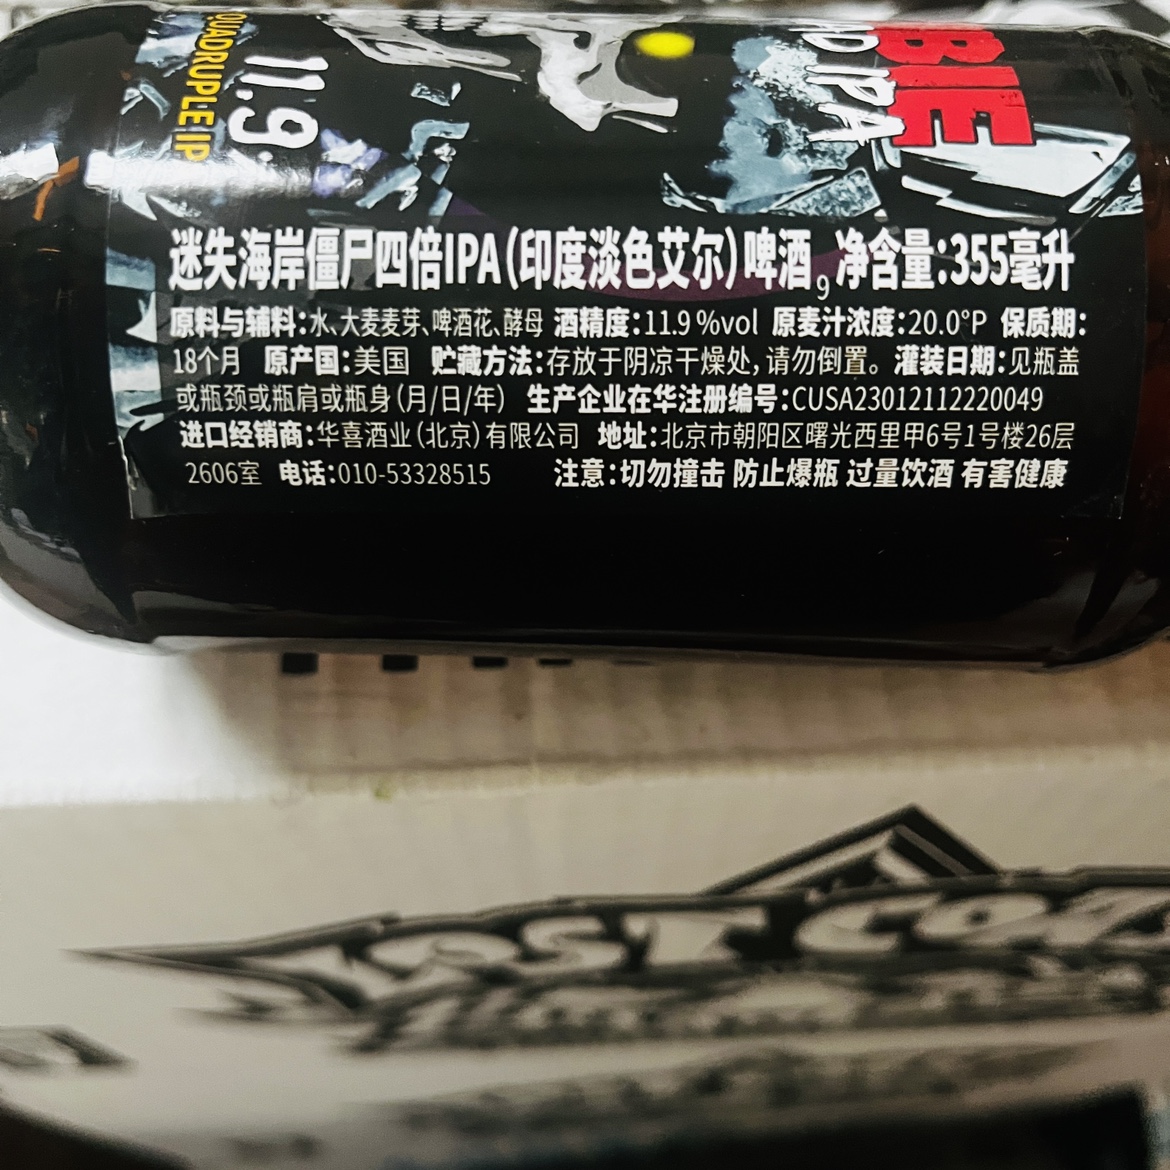 QUADRUPLE IP
11.9
BIE
ND IPA
迷失海岸僵尸四倍IPA(印度淡色艾尔)啤酒 9 净含量:355毫升
原料与辅料:水、大麦麦芽、啤酒花、酵母 酒精度:11.9%vol 原麦汁浓度:20.0°P 保质期:
18个月 原产国:美国 贮藏方法:存放于阴凉干燥处,请勿倒置。 灌装日期:见瓶盖
或瓶颈或瓶肩或瓶身(月/日/年) 生产企业在华注册编号:CUSA23012112220049
进口经销商:华喜酒业(北京)有限公司 地址:北京市朝阳区曙光西里甲6号1号楼26层
2606室 电话:010-53328515 注意:切勿撞击 防止爆瓶 过量饮酒 有害健康
LOST COA